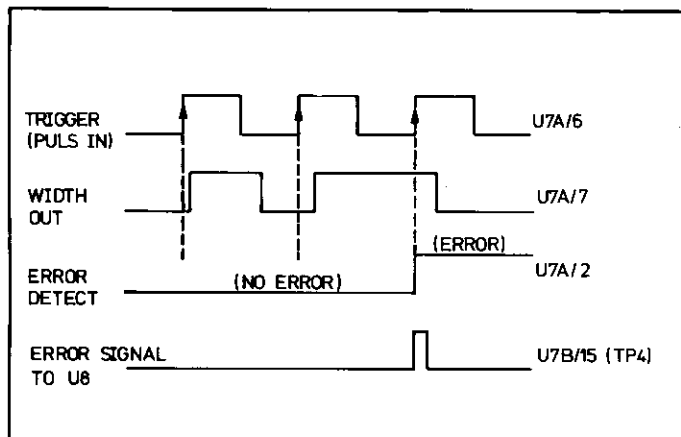 TRIGGER
(PULS IN)
U7A/6
WIDTH
OUT
U7A/7
(ERROR)
U7A/2
ERROR
DETECT
(NO ERROR)
ERROR SIGNAL
TO U8
U7B/15 (TP4)